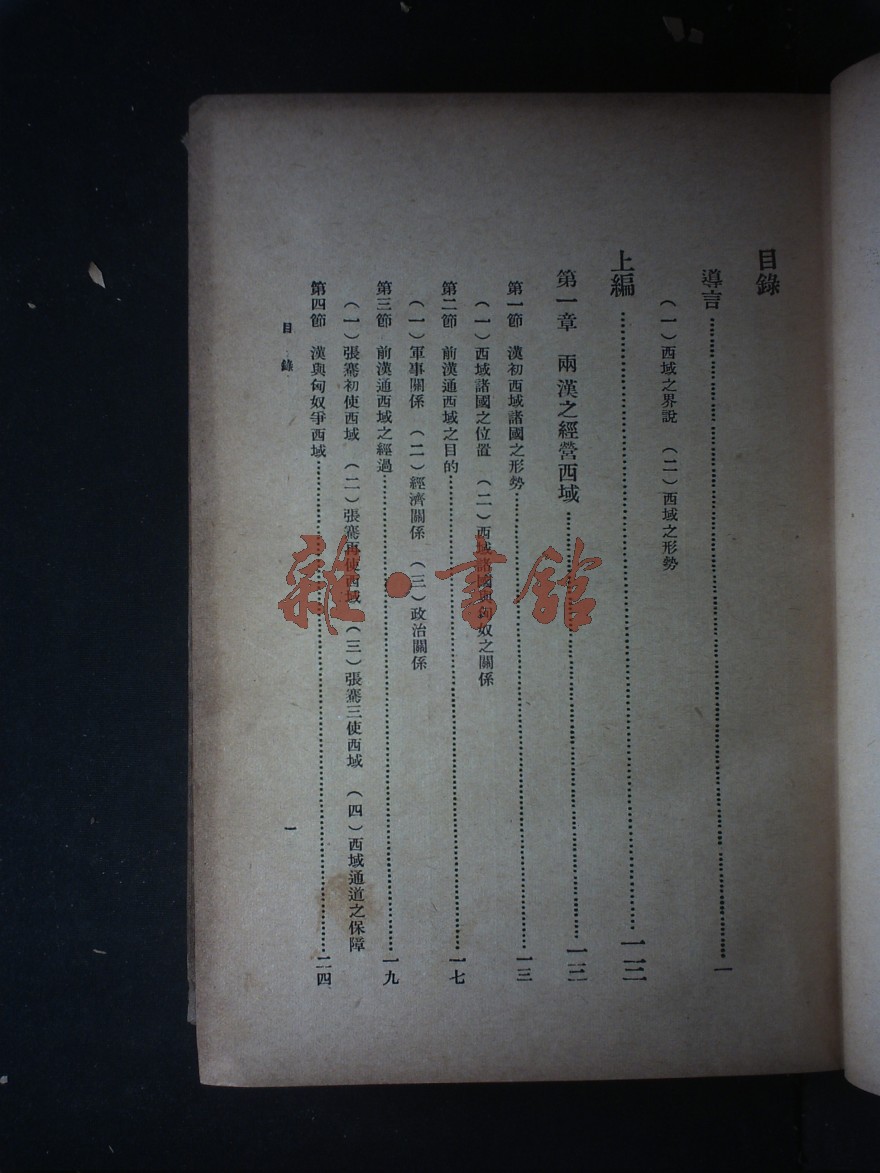 目錄
導言……………………一
（一）西域之界說　（二）西域之形勢
上編……………………一三
第一章　兩漢之經營西域……………………一三
第一節　漢初西域諸國之形勢……………………一三
（一）西域諸國之位置　（二）西域諸國與匈奴之關係
第二節　前漢通西域之目的……………………一七
（一）軍事關係　（二）經濟關係　（三）政治關係
第三節　前漢通西域之經過……………………一九
（一）張騫初使西域　（二）張騫再使西域　（三）張騫三使西域　（四）西域通道之保障
第四節　漢與匈奴爭西域……………………二四
目錄　一
雜·書館